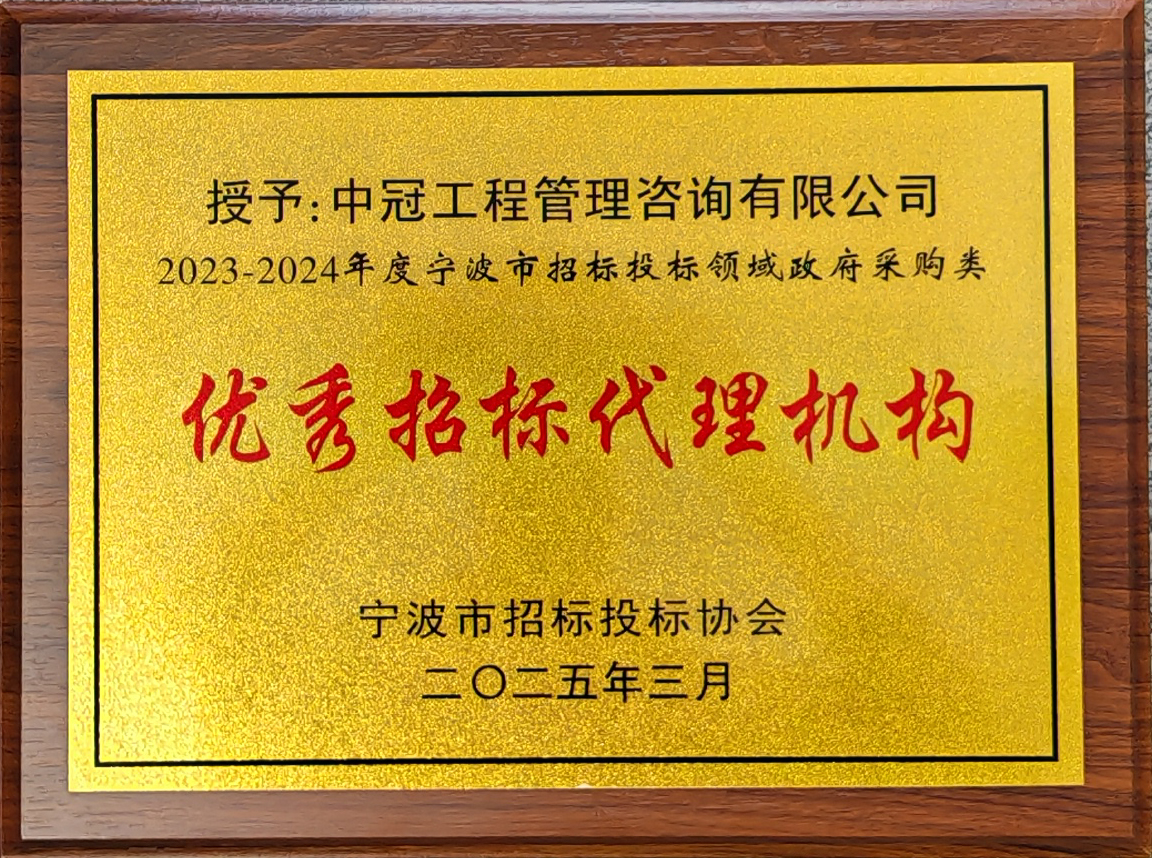 授予:中冠工程管理咨询有限公司
2023-2024年度宁波市招标投标领域政府采购类
优秀招标代理机构
宁波市招标投标协会
二〇二五年三月